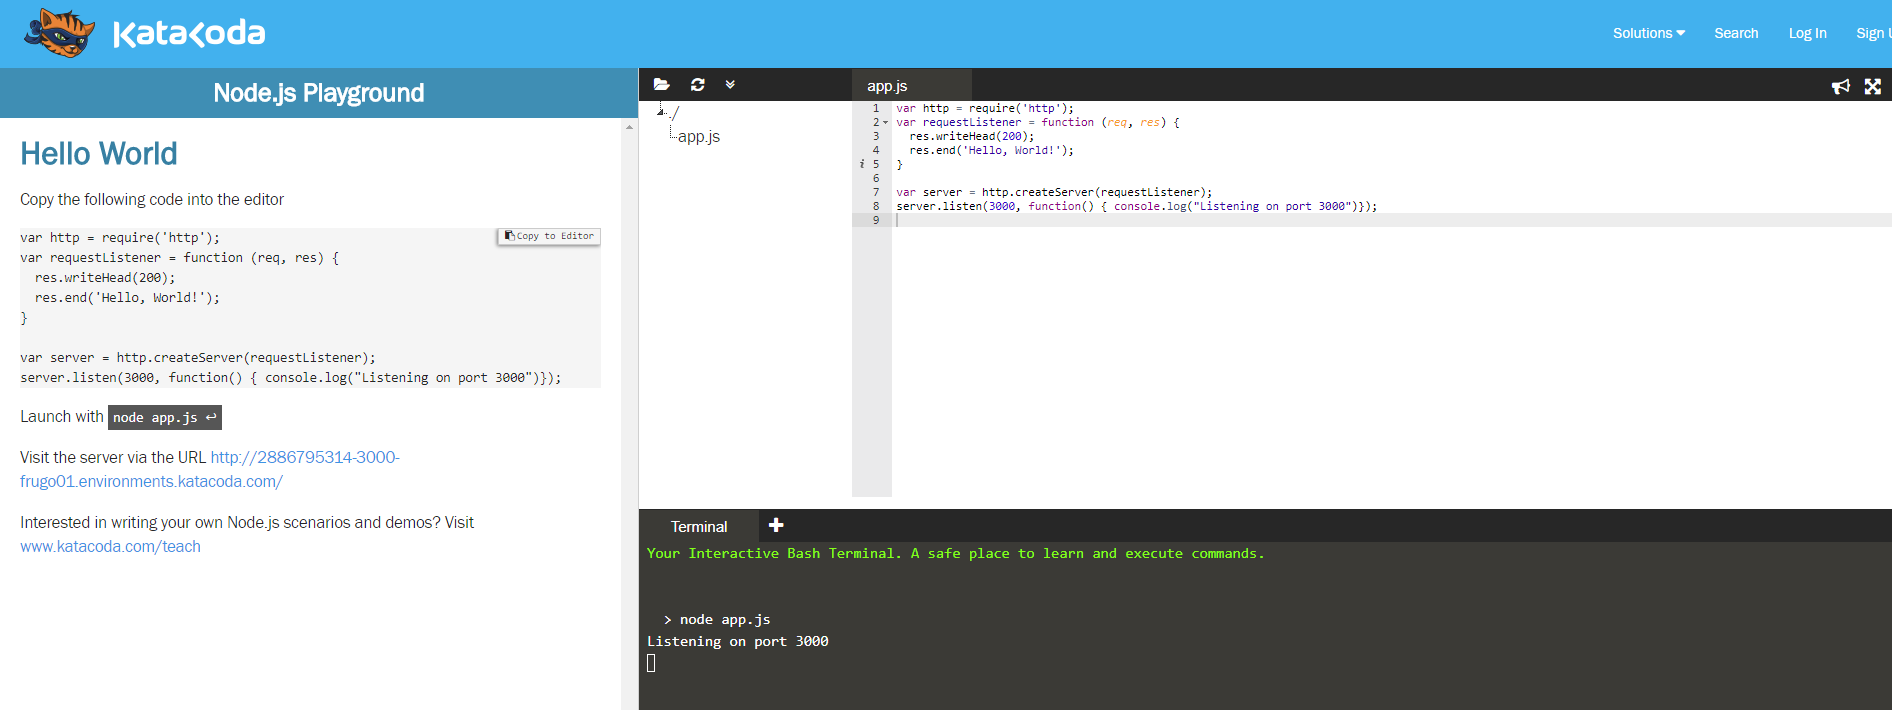 Katacoda
Solutions
Search
Log In
Sign
Node.js Playground
Hello World
Copy the following code into the editor
Copy to Editor
var http = require('http');
var requestListener = function (req, res) {
  res.writeHead(200);
  res.end('Hello, World!');
}
var server = http.createServer(requestListener);
server.listen(3000, function() { console.log("Listening on port 3000")});
Launch with node app.js ↩
Visit the server via the URL http://2886795314-3000-
frugo01.environments.katacoda.com/
Interested in writing your own Node.js scenarios and demos? Visit
www.katacoda.com/teach
./
app.js
app.js
1 var http = require('http');
2 var requestListener = function (req, res) {
3   res.writeHead(200);
4   res.end('Hello, World!');
i 5 }
6
7 var server = http.createServer(requestListener);
8 server.listen(3000, function() { console.log("Listening on port 3000")});
9
Terminal
Your Interactive Bash Terminal. A safe place to learn and execute commands.
> node app.js
Listening on port 3000